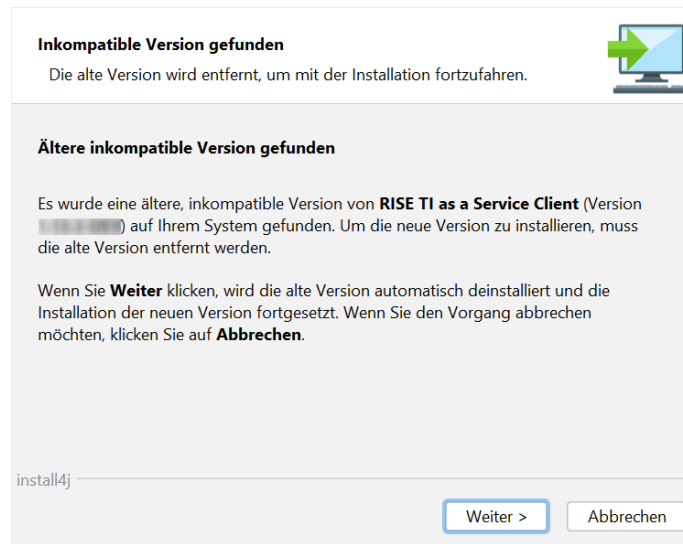 Inkompatible Version gefunden
Die alte Version wird entfernt, um mit der Installation fortzufahren.
Ältere inkompatible Version gefunden
Es wurde eine ältere, inkompatible Version von RISE TI as a Service Client (Version
) auf Ihrem System gefunden. Um die neue Version zu installieren, muss
die alte Version entfernt werden.
Wenn Sie Weiter klicken, wird die alte Version automatisch deinstalliert und die
Installation der neuen Version fortgesetzt. Wenn Sie den Vorgang abbrechen
möchten, klicken Sie auf Abbrechen.
install4j
Weiter >
Abbrechen